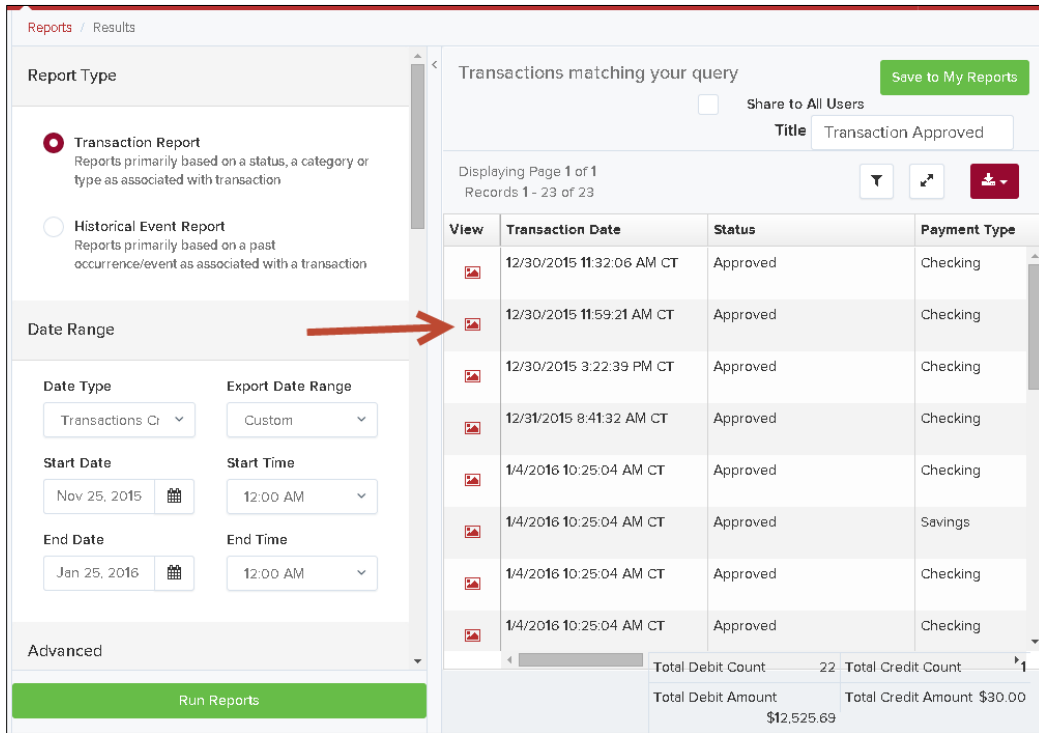 Reports / Results
Report Type
Transaction Report
Reports primarily based on a status, a category or
type as associated with transaction
Historical Event Report
Reports primarily based on a past
occurrence/event as associated with a transaction
Date Range
Date Type
Export Date Range
Transactions Cr
Custom
Start Date
Start Time
Nov 25, 2015
12:00 AM
End Date
End Time
Jan 25, 2016
12:00 AM
Advanced
Run Reports
Transactions matching your query
Save to My Reports
Share to All Users
Title Transaction Approved
Displaying Page 1 of 1
Records 1 - 23 of 23
View Transaction Date Status Payment Type
12/30/2015 11:32:06 AM CT Approved Checking
12/30/2015 11:59:21 AM CT Approved Checking
12/30/2015 3:22:39 PM CT Approved Checking
12/31/2015 8:41:32 AM CT Approved Checking
1/4/2016 10:25:04 AM CT Approved Checking
1/4/2016 10:25:04 AM CT Approved Savings
1/4/2016 10:25:04 AM CT Approved Checking
1/4/2016 10:25:04 AM CT Approved Checking
Total Debit Count 22 Total Credit Count 1
Total Debit Amount Total Credit Amount $30.00
$12,525.69